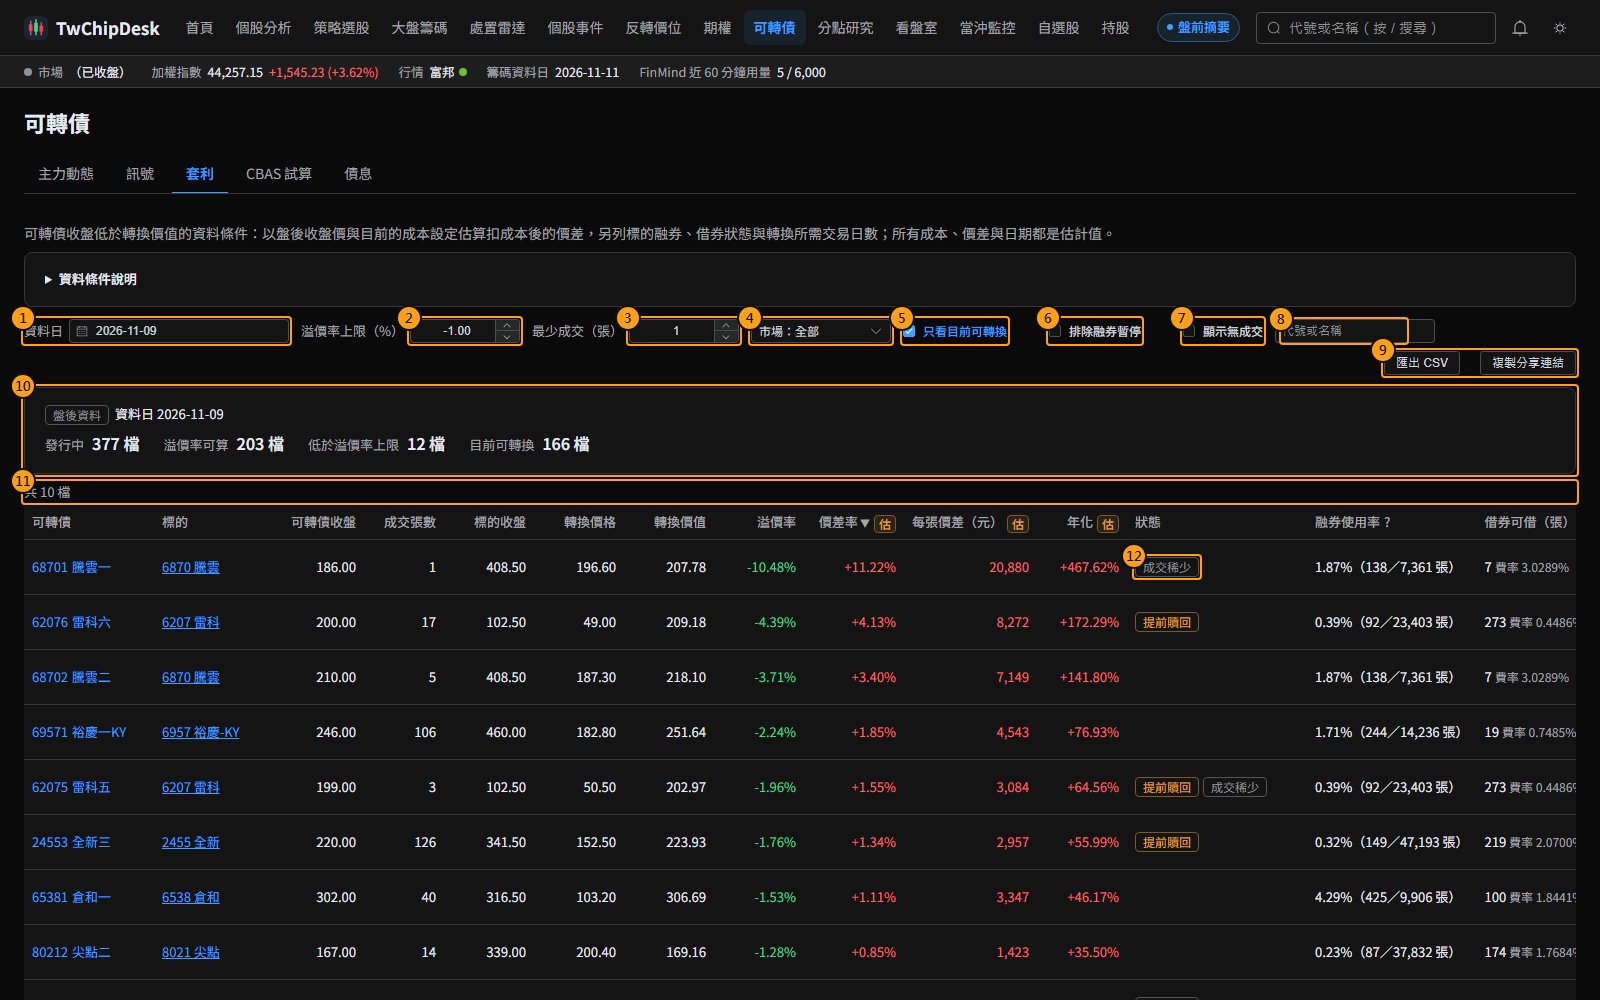 TwChipDesk 首頁 個股分析 策略選股 大盤籌碼 處置雷達 個股事件 反轉價位 期權 可轉債 分點研究 看盤室 當沖監控 自選股 持股 盤前摘要 代號或名稱（按 / 搜尋）
市場 （已收盤） 加權指數 44,257.15 +1,545.23 (+3.62%) 行情 富邦 籌碼資料日 2026-11-11 FinMind 近 60 分鐘用量 5 / 6,000
可轉債
主力動態 訊號 套利 CBAS 試算 債息
可轉債收盤低於轉換價值的資料條件：以盤後收盤價與目前的成本設定估算扣成本後的價差，另列標的融券、借券狀態與轉換所需交易日數；所有成本、價差與日期都是估計值。
▶ 資料條件說明
1 資料日 2026-11-09 溢價率上限（%） 2 -1.00 最少成交（張） 3 1 4 市場：全部 5 只看目前可轉換 6 排除融券暫停 7 顯示無成交 8 代號或名稱
9 匯出 CSV 複製分享連結
10
盤後資料 資料日 2026-11-09
發行中 377 檔 溢價率可算 203 檔 低於溢價率上限 12 檔 目前可轉換 166 檔
11
共 10 檔
可轉債 標的 可轉債收盤 成交張數 標的收盤 轉換價格 轉換價值 溢價率 價差率▼ 估 每張價差（元） 估 年化 估 狀態 融券使用率 ? 借券可借（張）
68701 騰雲一 6870 騰雲 186.00 1 408.50 196.60 207.78 -10.48% +11.22% 20,880 +467.62% 12 成交稀少 1.87%（138／7,361 張） 7 費率 3.0289%
62076 雷科六 6207 雷科 200.00 17 102.50 49.00 209.18 -4.39% +4.13% 8,272 +172.29% 提前贖回 0.39%（92／23,403 張） 273 費率 0.4486%
68702 騰雲二 6870 騰雲 210.00 5 408.50 187.30 218.10 -3.71% +3.40% 7,149 +141.80% 1.87%（138／7,361 張） 7 費率 3.0289%
69571 裕慶一KY 6957 裕慶-KY 246.00 106 460.00 182.80 251.64 -2.24% +1.85% 4,543 +76.93% 1.71%（244／14,236 張） 19 費率 0.7485%
62075 雷科五 6207 雷科 199.00 3 102.50 50.50 202.97 -1.96% +1.55% 3,084 +64.56% 提前贖回 成交稀少 0.39%（92／23,403 張） 273 費率 0.4486%
24553 全新三 2455 全新 220.00 126 341.50 152.50 223.93 -1.76% +1.34% 2,957 +55.99% 提前贖回 0.32%（149／47,193 張） 219 費率 2.0700%
65381 倉和一 6538 倉和 302.00 40 316.50 103.20 306.69 -1.53% +1.11% 3,347 +46.17% 4.29%（425／9,906 張） 100 費率 1.8441%
80212 尖點二 8021 尖點 167.00 14 339.00 200.40 169.16 -1.28% +0.85% 1,423 +35.50% 0.23%（87／37,832 張） 174 費率 1.7684%